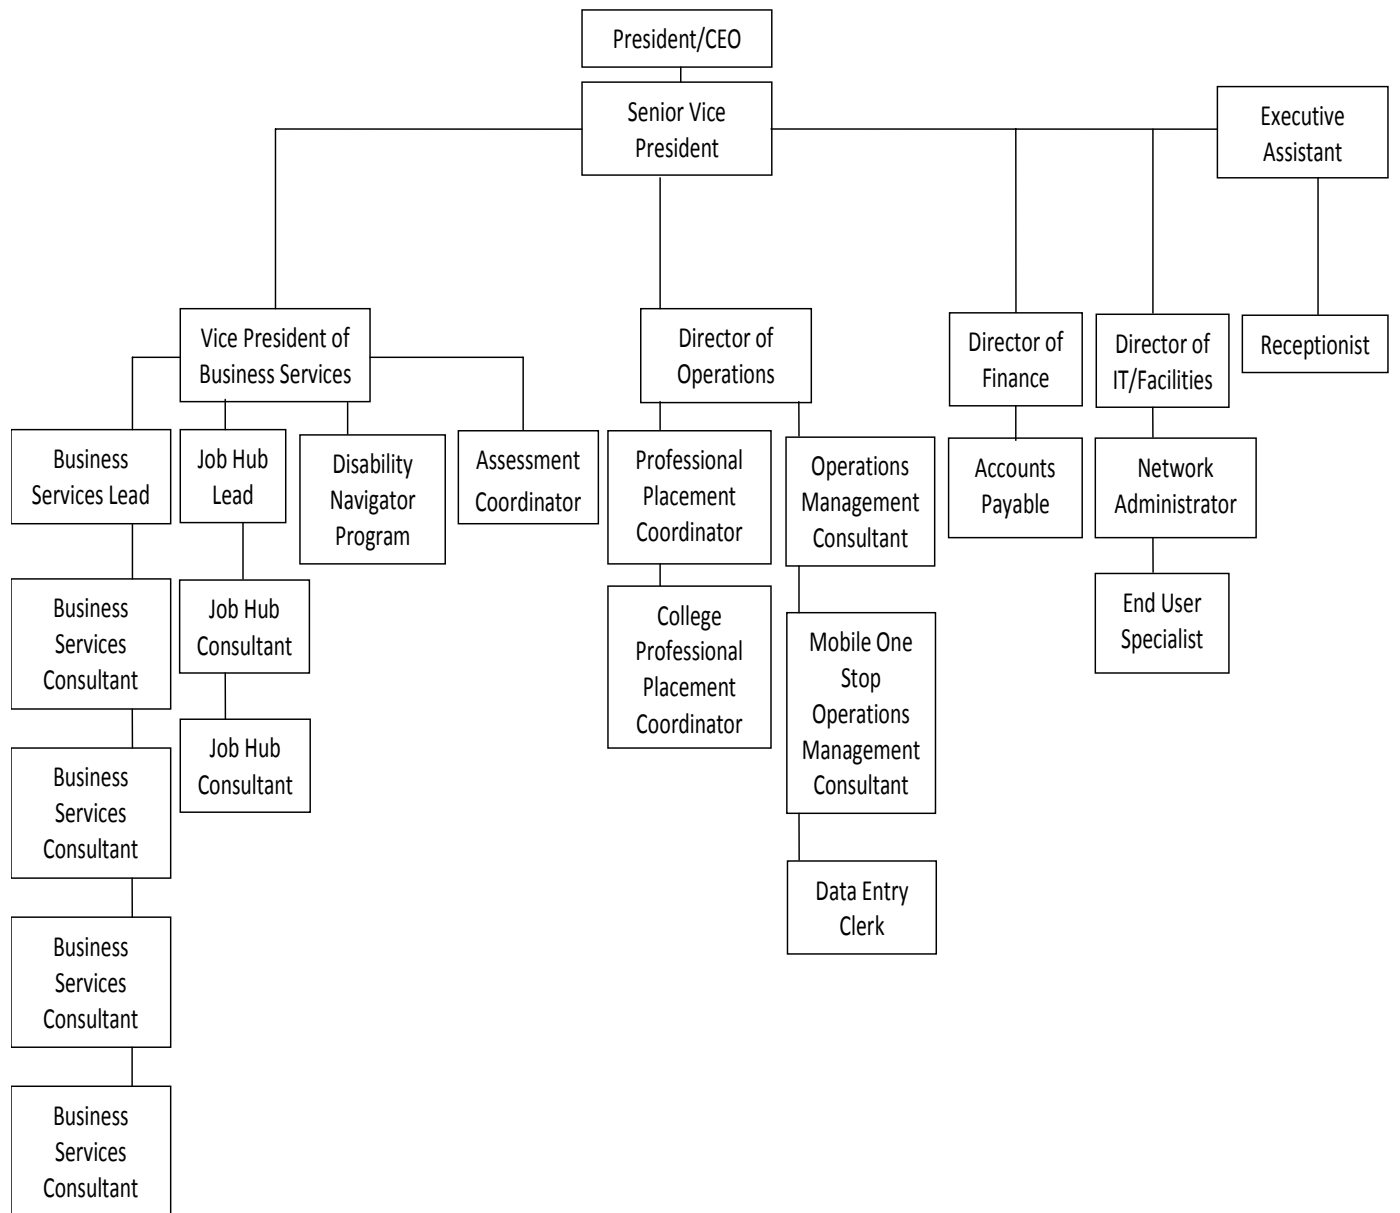 President/CEO
Senior Vice
President
Executive
Assistant
Vice President of
Business Services
Director of
Operations
Director of
Finance
Director of
IT/Facilities
Receptionist
Business
Services Lead
Job Hub
Lead
Disability
Navigator
Program
Assessment
Coordinator
Professional
Placement
Coordinator
Operations
Management
Consultant
Accounts
Payable
Network
Administrator
Business
Services
Consultant
Job Hub
Consultant
College
Professional
Placement
Coordinator
Mobile One
Stop
Operations
Management
Consultant
End User
Specialist
Business
Services
Consultant
Job Hub
Consultant
Data Entry
Clerk
Business
Services
Consultant
Business
Services
Consultant